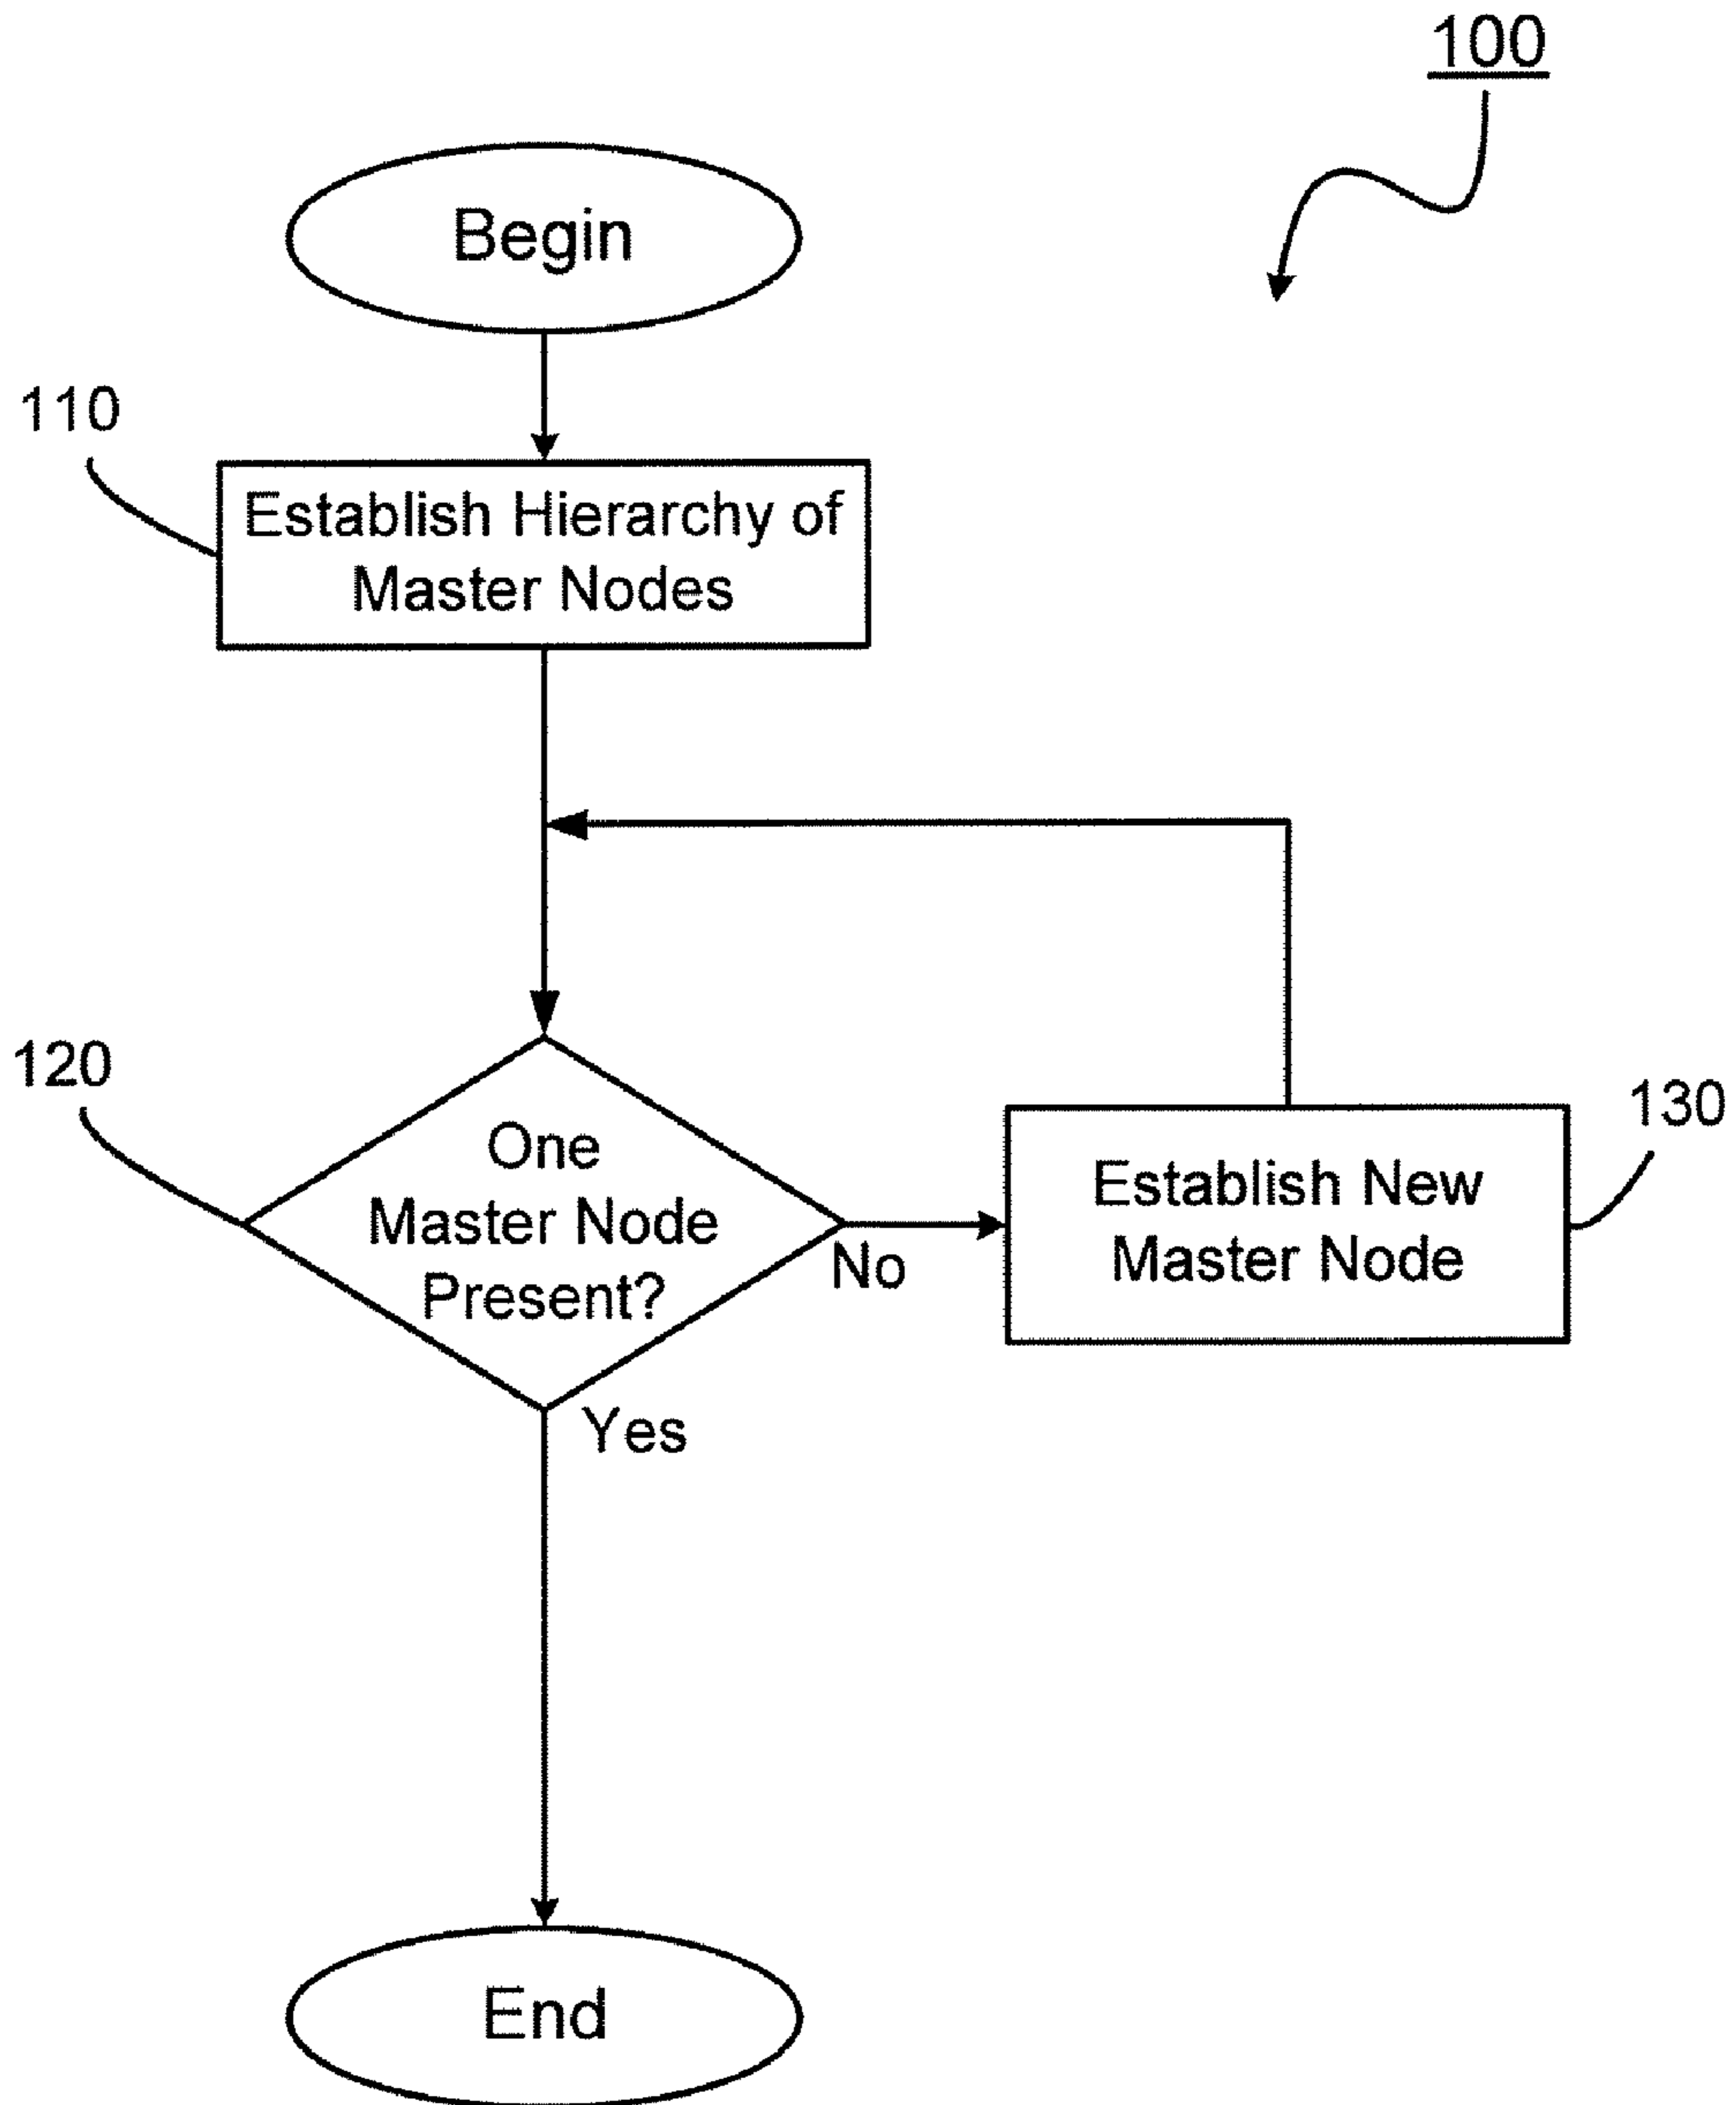 100
Begin
110
Establish Hierarchy of
Master Nodes
120
One
Master Node
Present?
No
Establish New
Master Node
130
Yes
End